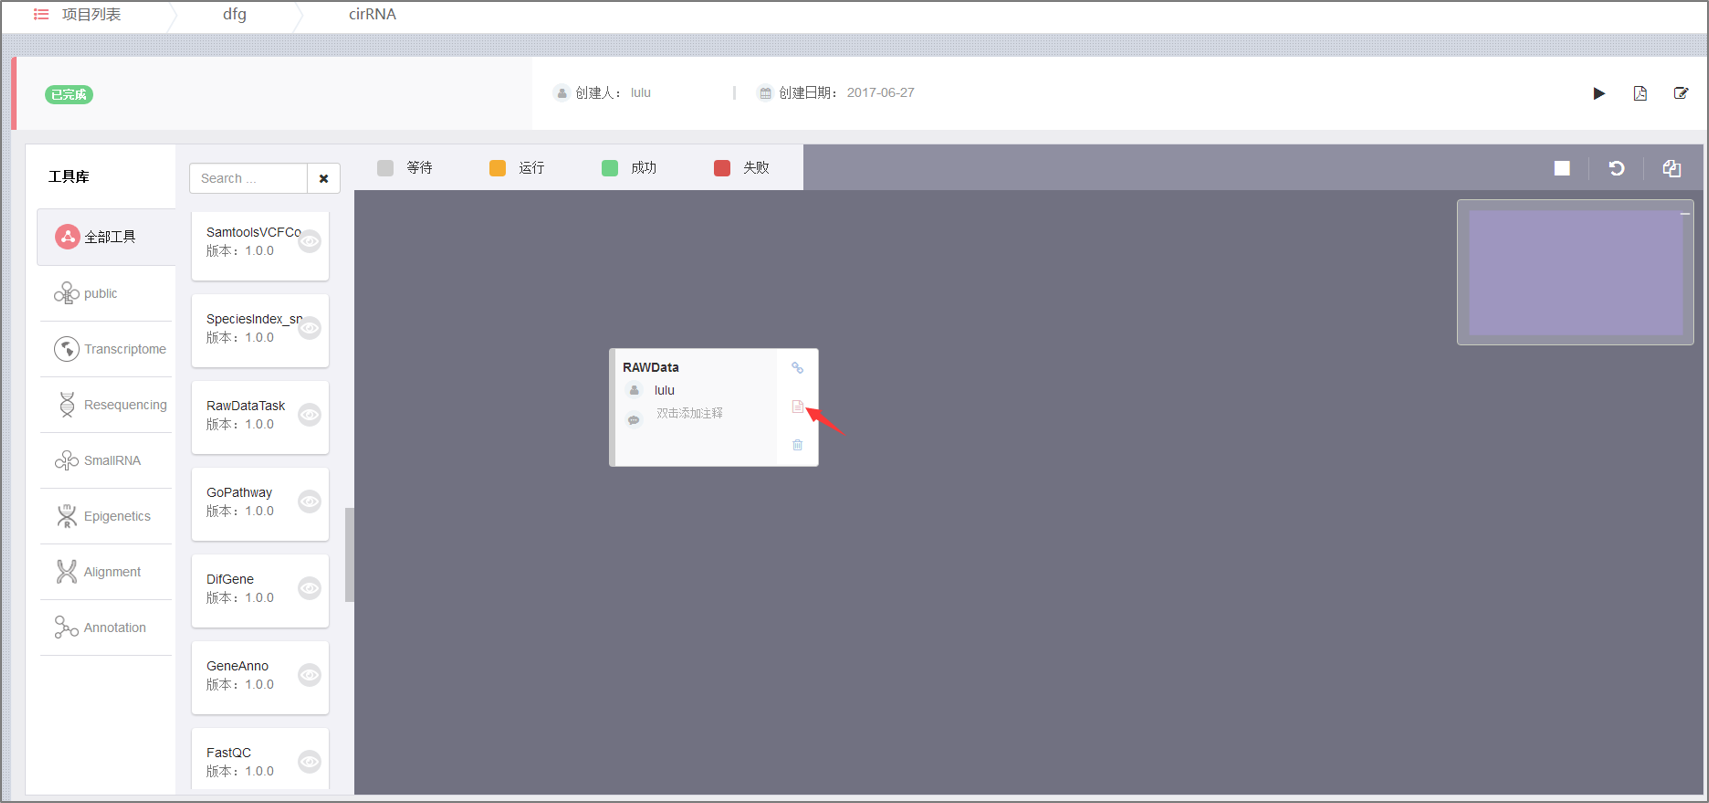 项目列表
dfg
cirRNA
已完成
创建人： lulu
创建日期： 2017-06-27
工具库
Search ...
等待
运行
成功
失败
全部工具
public
Transcriptome
Resequencing
SmallRNA
Epigenetics
Alignment
Annotation
SamtoolsVCFCo
版本：1.0.0
SpeciesIndex_sn
版本：1.0.0
RawDataTask
版本：1.0.0
GoPathway
版本：1.0.0
DifGene
版本：1.0.0
GeneAnno
版本：1.0.0
FastQC
版本：1.0.0
RAWData
lulu
双击添加注释